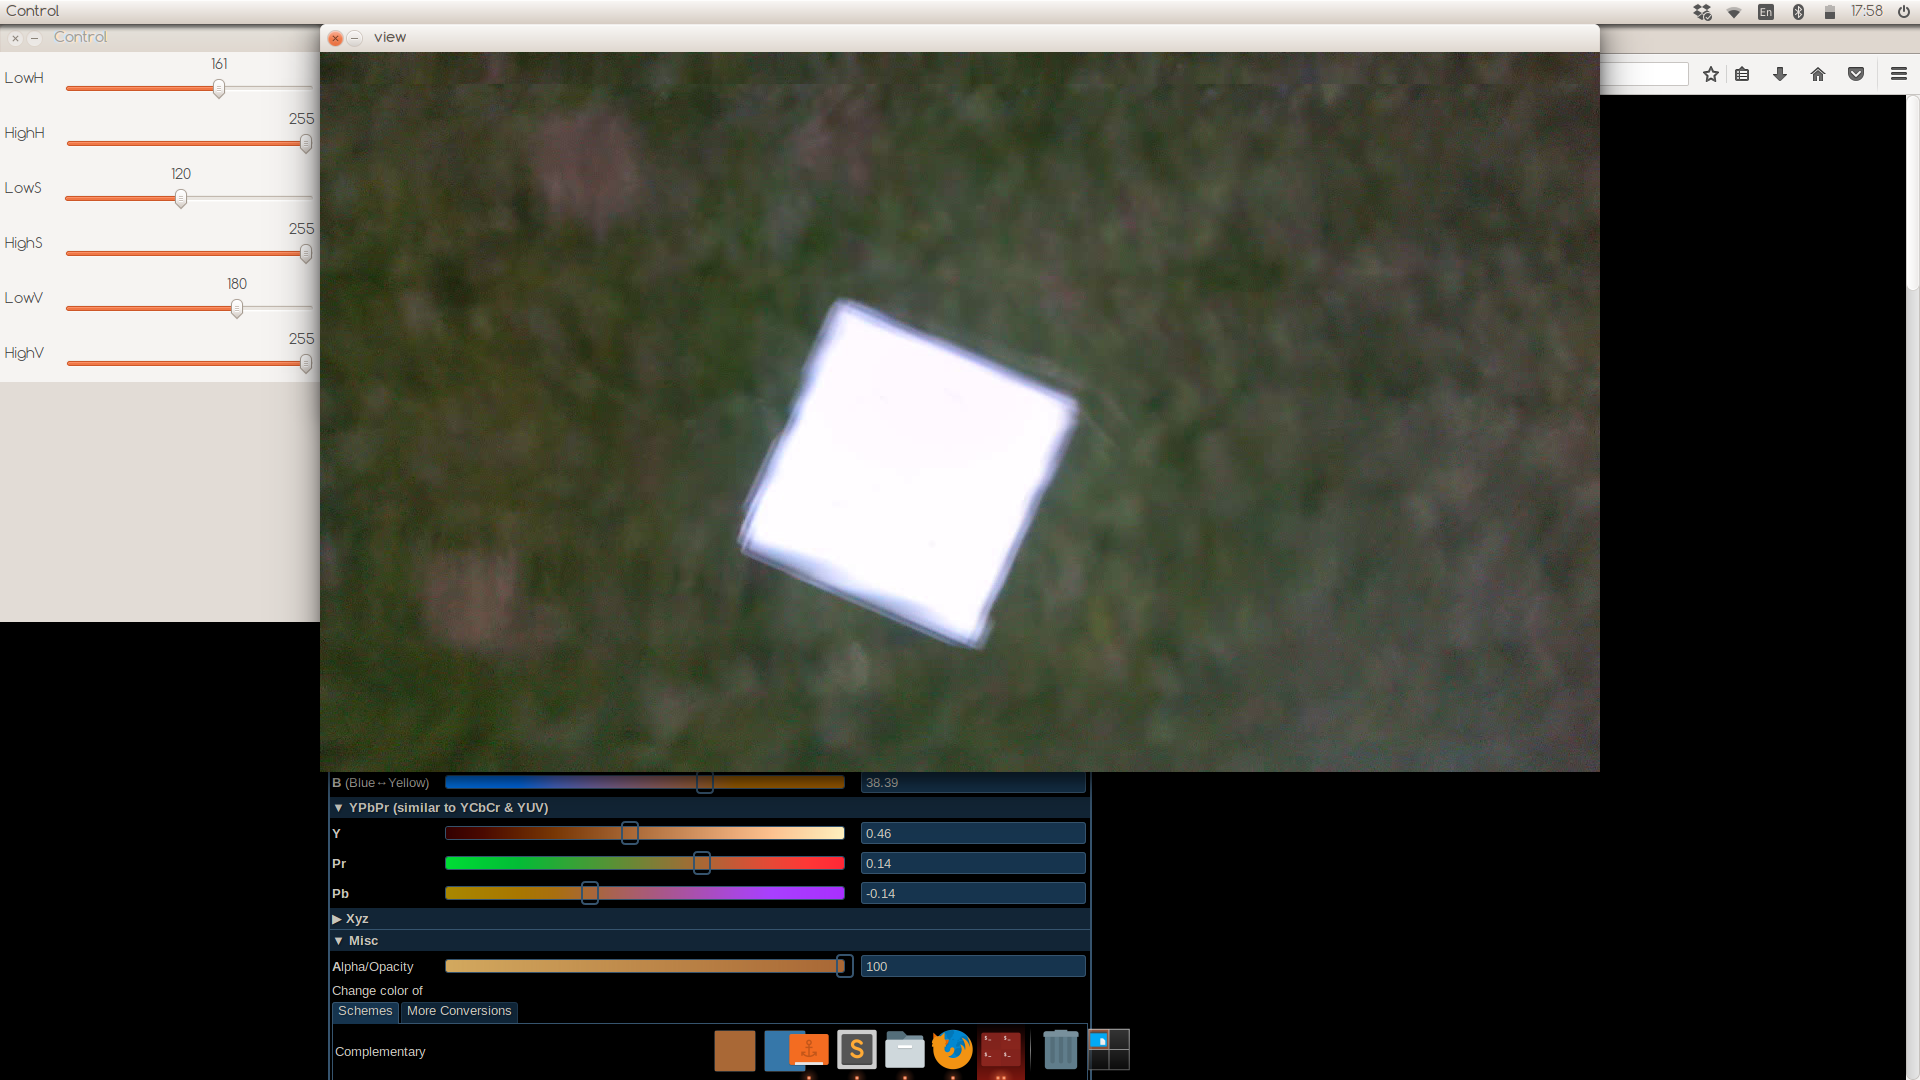 Control
En
17:58
Control
view
LowH
161
HighH
255
LowS
120
HighS
255
LowV
180
HighV
255
B (Blue↔Yellow)
38.39
▼ YPbPr (similar to YCbCr & YUV)
Y
0.46
Pr
0.14
Pb
-0.14
▶ Xyz
▼ Misc
Alpha/Opacity
100
Change color of
Schemes
More Conversions
Complementary
S